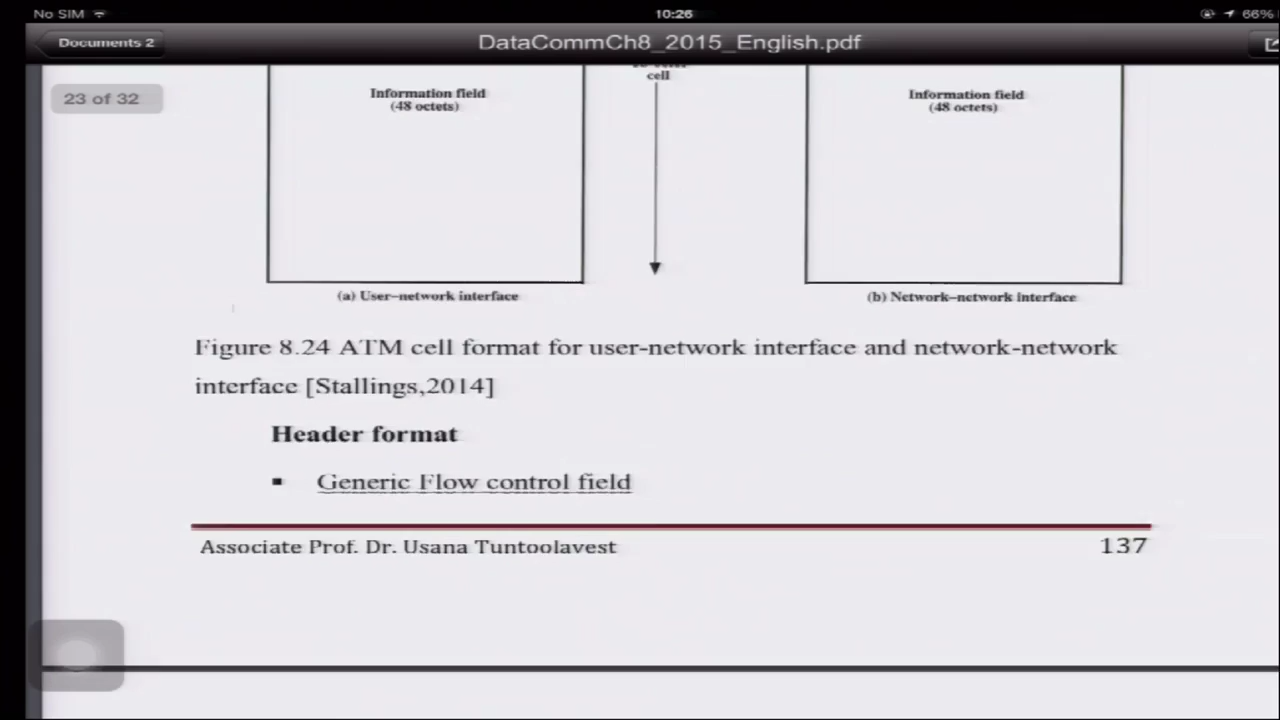 No SIM
10:26
66%
Documents 2
DataCommCh8_2015_English.pdf
23 of 32
cell
Information field
(48 octets)
Information field
(48 octets)
(a) User–network interface
(b) Network–network interface
Figure 8.24 ATM cell format for user-network interface and network-network
interface [Stallings,2014]
Header format
▪ Generic Flow control field
Associate Prof. Dr. Usana Tuntoolavest
137